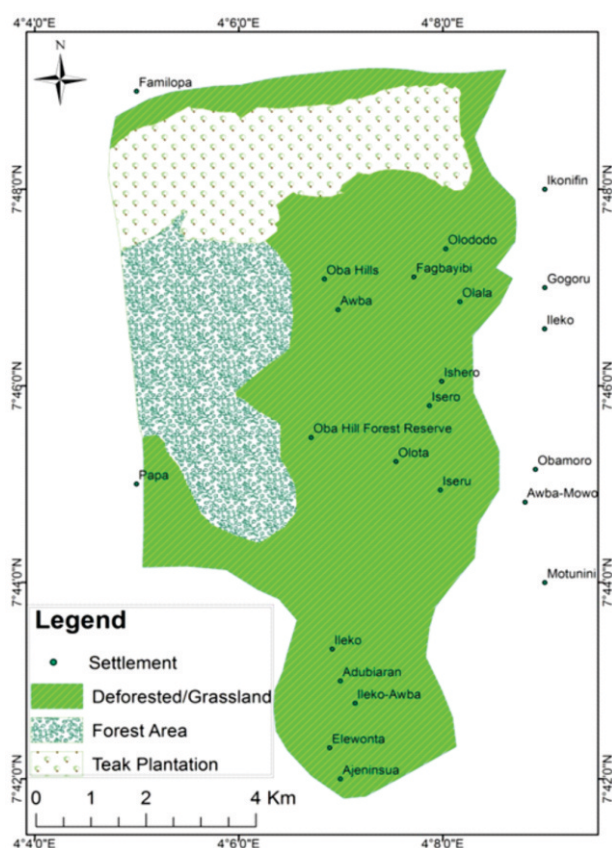 4°4'0"E
4°6'0"E
4°8'0"E
N
Familopa
7°48'0"N
Ikonifin
7°48'0"N
Olododo
Oba Hills
Fagbayibi
Gogoru
Awba
Olala
Ileko
7°46'0"N
Ishero
7°46'0"N
Isero
Oba Hill Forest Reserve
Olota
Obamoro
Papa
Iseru
Awba-Mowo
7°44'0"N
Motunini
7°44'0"N
Legend
Settlement
Deforested/Grassland
Forest Area
Teak Plantation
Ileko
Adubiaran
Ileko-Awba
Elewonta
Ajeninsua
7°42'0"N
7°42'0"N
0 1 2 4 Km
4°4'0"E
4°6'0"E
4°8'0"E